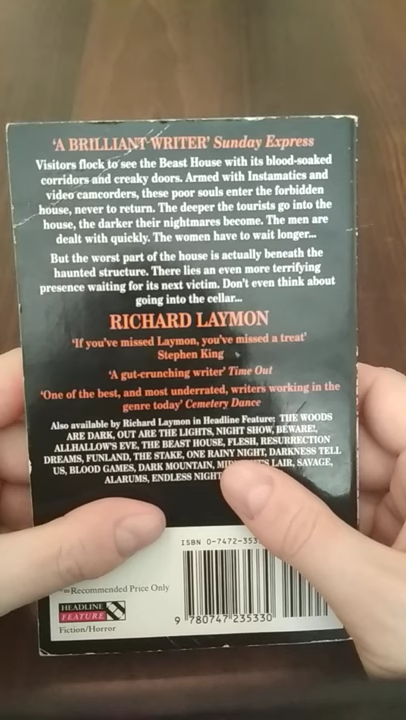 'A BRILLIANT WRITER' Sunday Express
Visitors flock to see the Beast House with its blood-soaked
corridors and creaky doors. Armed with Instamatics and
video camcorders, these poor souls enter the forbidden
house, never to return. The deeper the tourists go into the
house, the darker their nightmares become. The men are
dealt with quickly. The women have to wait longer...
But the worst part of the house is actually beneath the
haunted structure. There lies an even more terrifying
presence waiting for its next victim. Don't even think about
going into the cellar...
RICHARD LAYMON
'If you've missed Laymon, you've missed a treat'
Stephen King
'A gut-crunching writer' Time Out
'One of the best, and most underrated, writers working in the
genre today' Cemetery Dance
Also available by Richard Laymon in Headline Feature: THE WOODS
ARE DARK, OUT ARE THE LIGHTS, NIGHT SHOW, BEWARE!,
ALLHALLOW'S EVE, THE BEAST HOUSE, FLESH, RESURRECTION
DREAMS, FUNLAND, THE STAKE, ONE RAINY NIGHT, DARKNESS TELL
US, BLOOD GAMES, DARK MOUNTAIN, LAIR, SAVAGE,
ALARUMS, ENDLESS NIGHT
ISBN 0-7472-353
Recommended Price Only
HEADLINE
FEATURE
Fiction/Horror
9 780747 235330